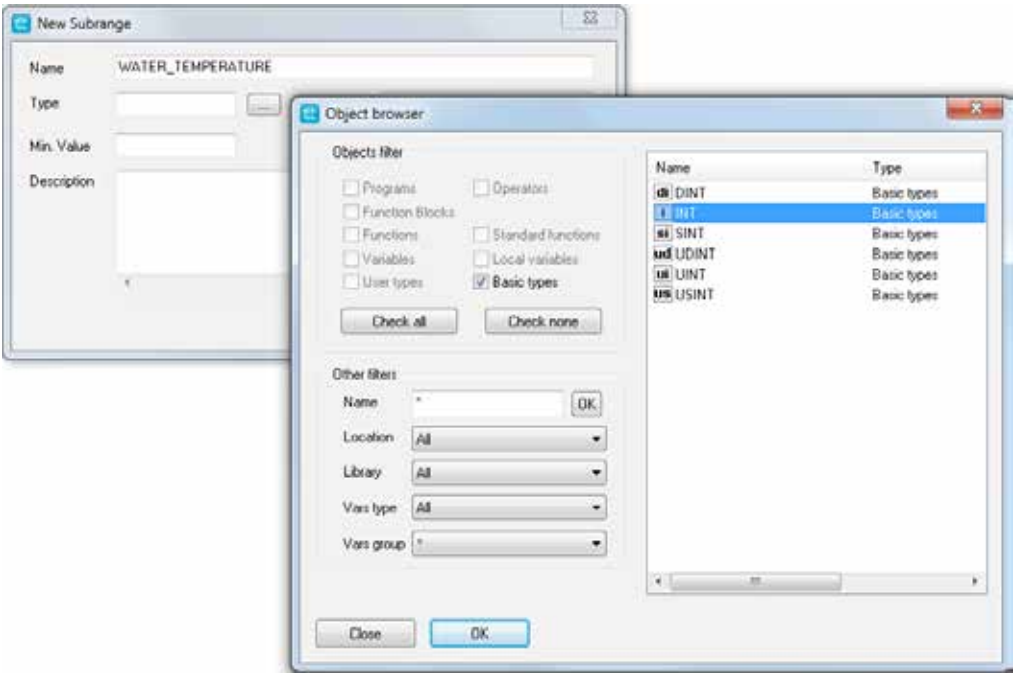 New Subrange
Name WATER_TEMPERATURE
Type ...
Min. Value
Description
Object browser
Objects filter
Programs Operators
Function Blocks
Functions Standard functions
Variables Local variables
User types Basic types
Check all Check none
Other filters
Name * OK
Location All
Library All
Vars type All
Vars group *
Close OK
Name Type
di DINT Basic types
i INT Basic types
si SINT Basic types
ud UDINT Basic types
ui UINT Basic types
us USINT Basic types